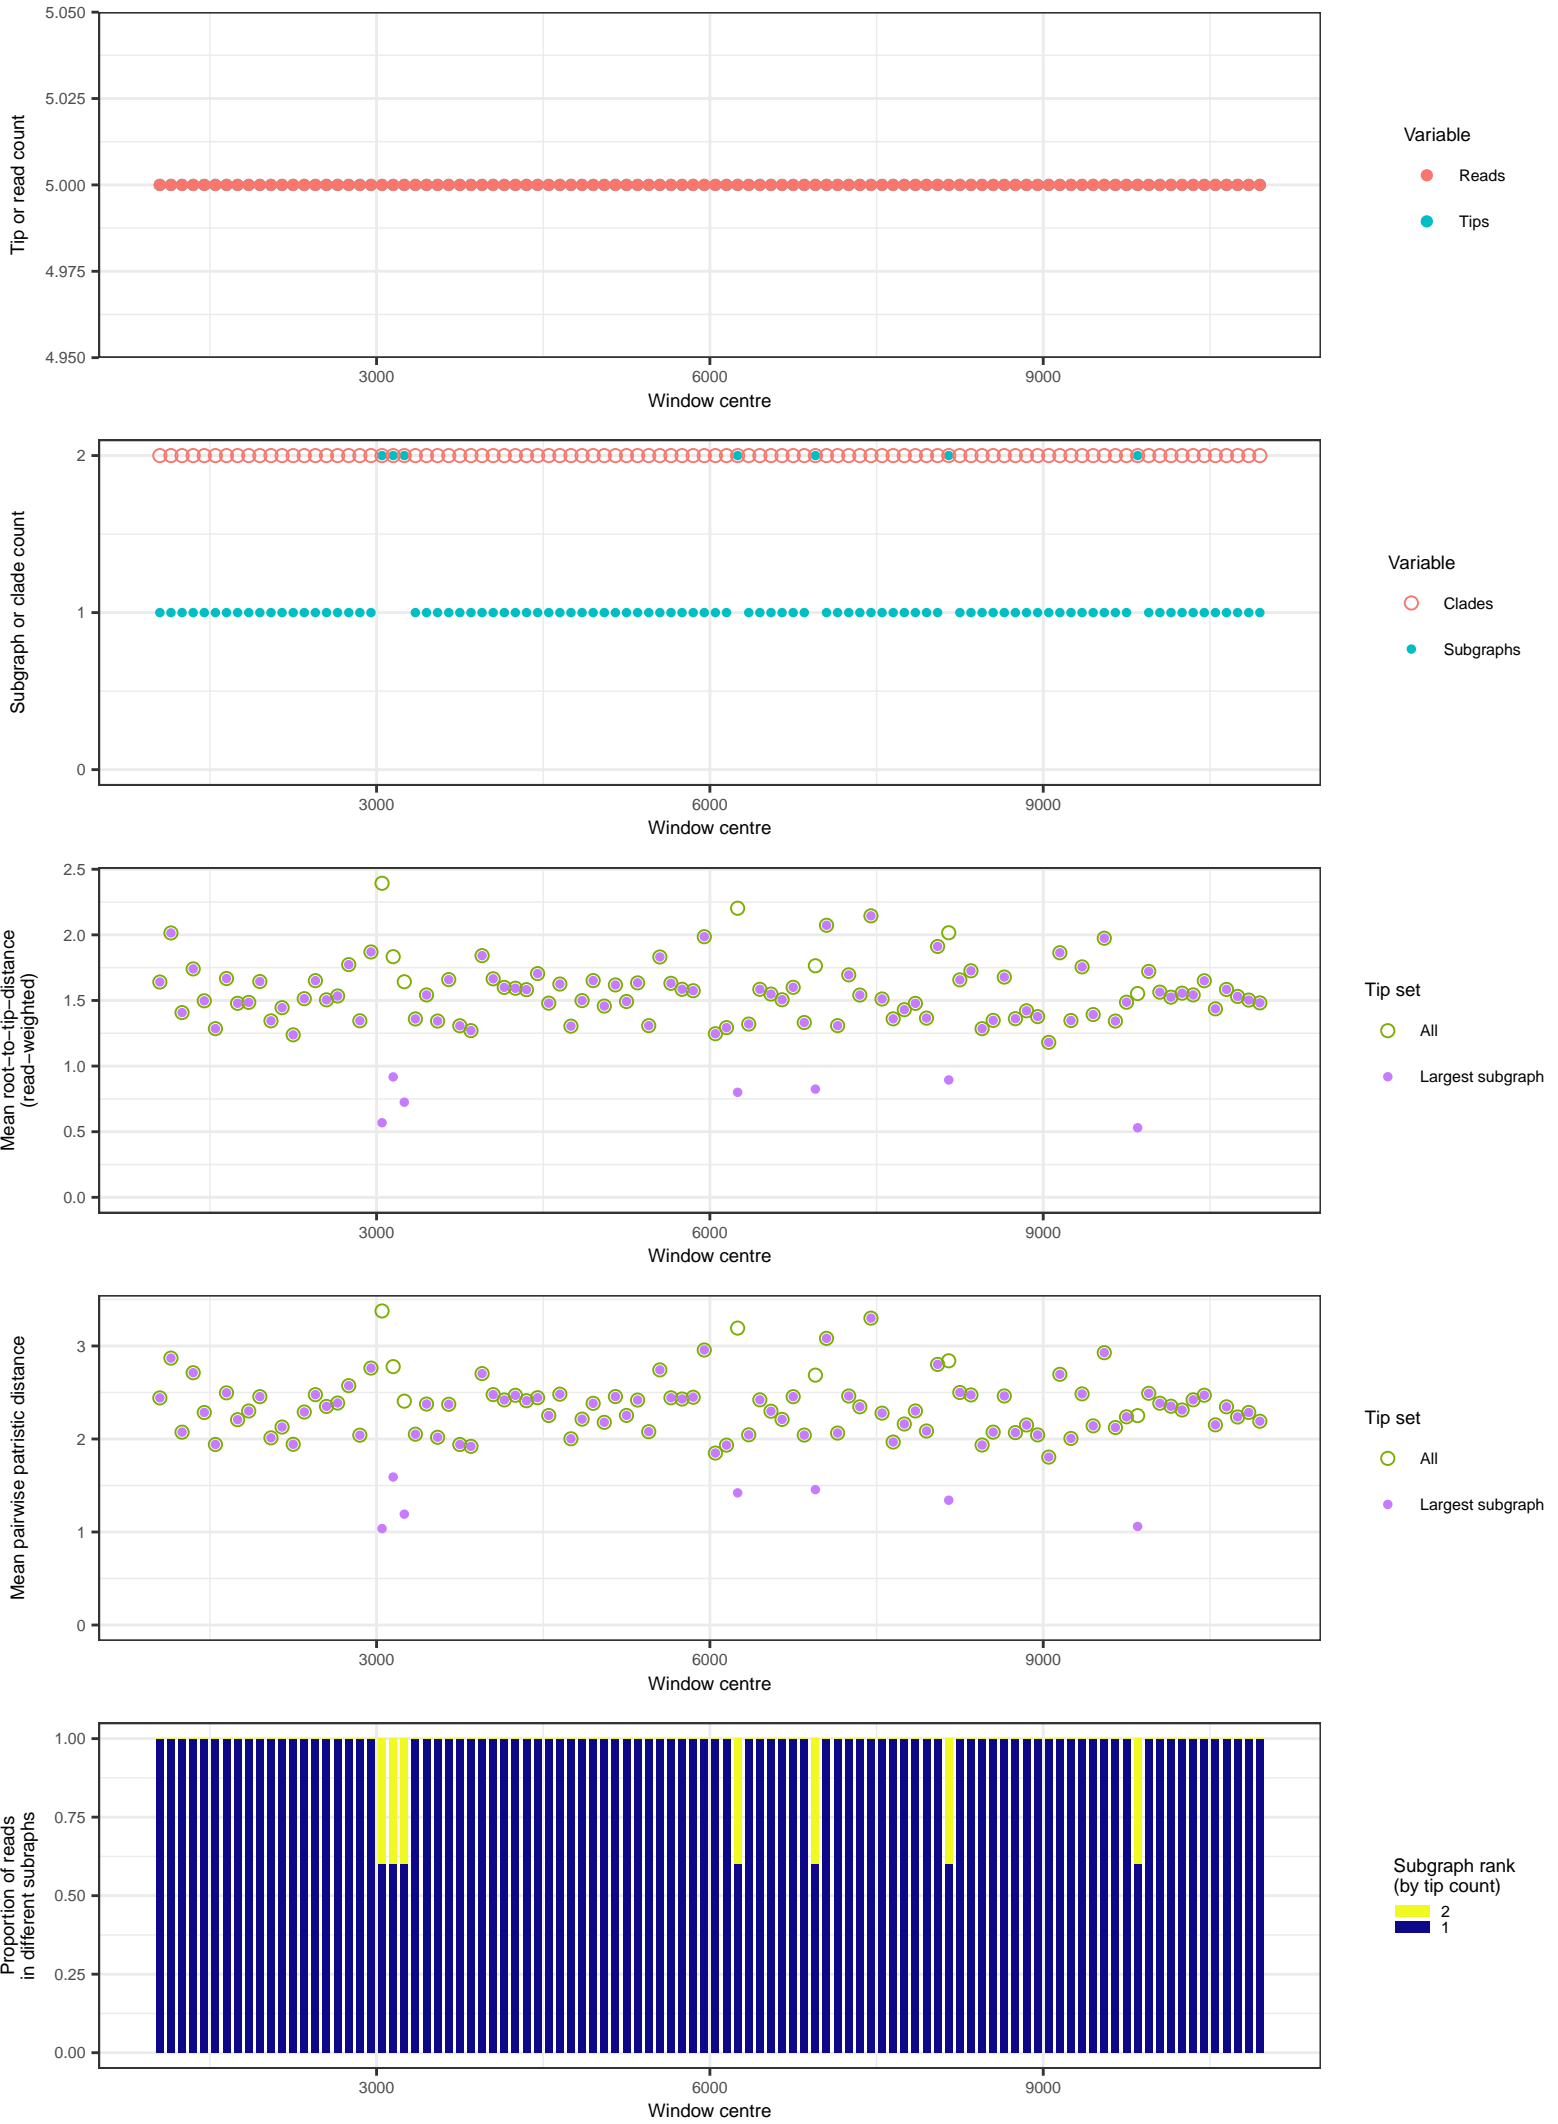 5.050
5.025
5.000
4.975
4.950
Tip or read count
3000
6000
9000
Window centre
Variable
Reads
Tips
2
1
0
Subgraph or clade count
3000
6000
9000
Window centre
Variable
Clades
Subgraphs
2.5
2.0
1.5
1.0
0.5
0.0
Mean root−to−tip−distance
(read−weighted)
3000
6000
9000
Window centre
Tip set
All
Largest subgraph
3
2
1
0
Mean pairwise patristic distance
3000
6000
9000
Window centre
Tip set
All
Largest subgraph
1.00
0.75
0.50
0.25
0.00
Proportion of reads
in different subraphs
3000
6000
9000
Window centre
Subgraph rank
(by tip count)
2
1